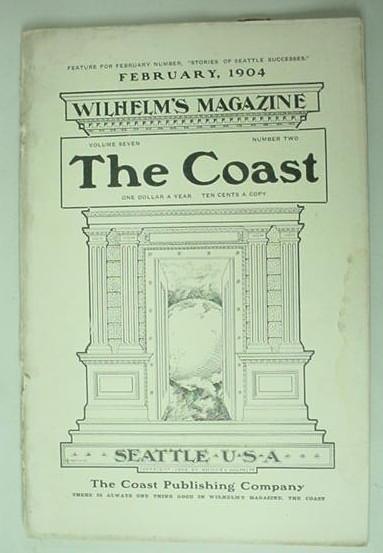 FEATURE FOR FEBRUARY NUMBER, "STORIES OF SEATTLE SUCCESSES."
FEBRUARY, 1904
WILHELM'S MAGAZINE
VOLUME SEVEN NUMBER TWO
The Coast
ONE DOLLAR A YEAR TEN CENTS A COPY
SEATTLE·U·S·A
The Coast Publishing Company
THERE IS ALWAYS ONE THING GOOD IN WILHELM'S MAGAZINE, THE COAST